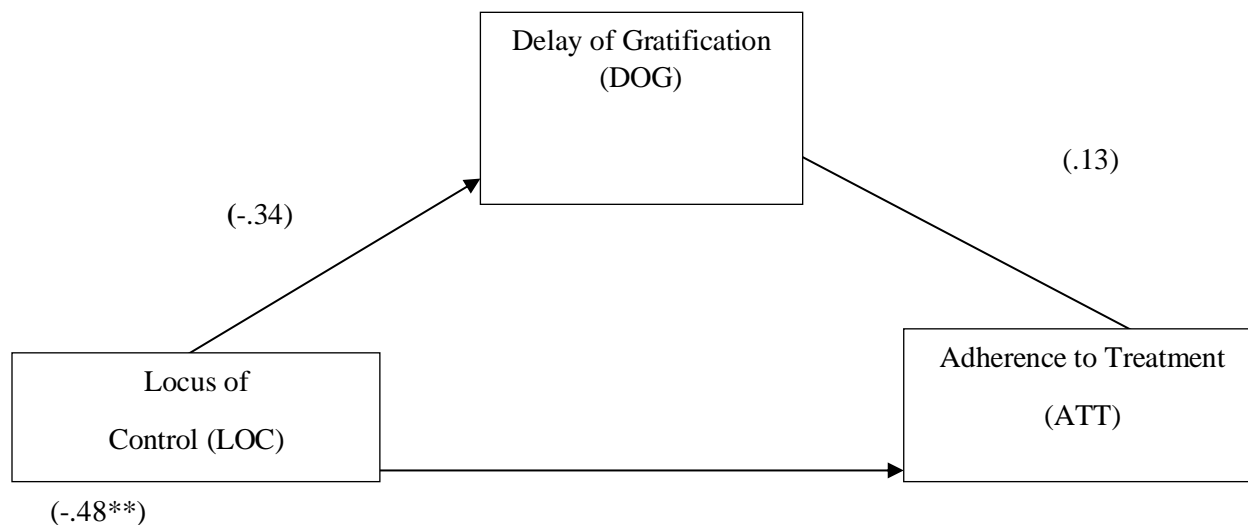 Delay of Gratification
(DOG)
(.13)
(-.34)
Locus of
Control (LOC)
Adherence to Treatment
(ATT)
(-.48**)